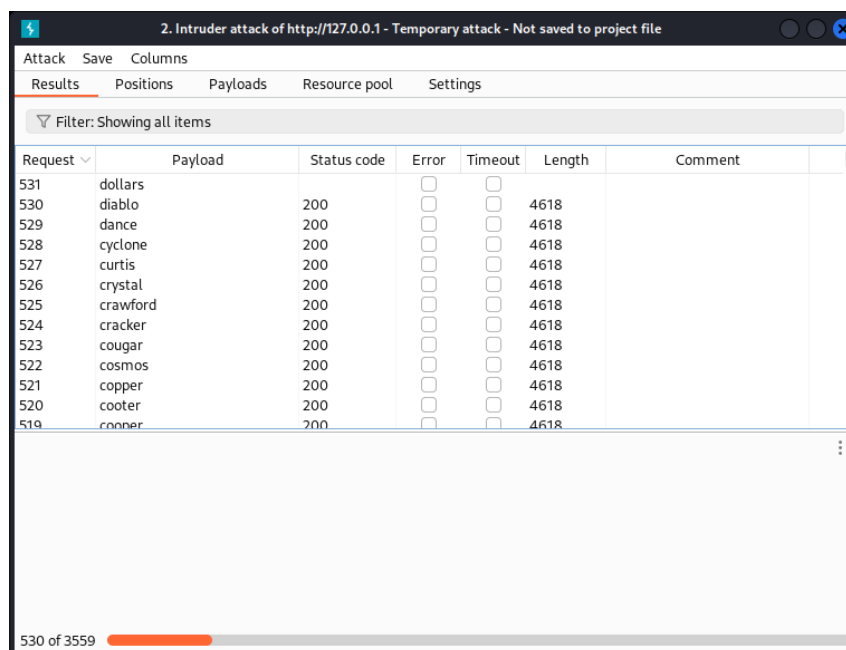 2. Intruder attack of http://127.0.0.1 - Temporary attack - Not saved to project file
Attack Save Columns
Results Positions Payloads Resource pool Settings
Filter: Showing all items
Request Payload Status code Error Timeout Length Comment
531 dollars
530 diablo 200 4618
529 dance 200 4618
528 cyclone 200 4618
527 curtis 200 4618
526 crystal 200 4618
525 crawford 200 4618
524 cracker 200 4618
523 cougar 200 4618
522 cosmos 200 4618
521 copper 200 4618
520 cooter 200 4618
519 cooper 200 4618
530 of 3559